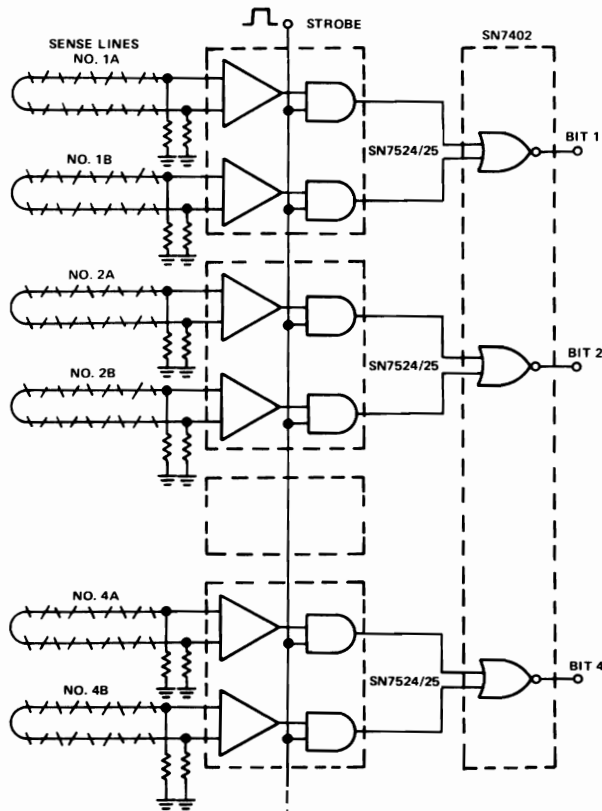 STROBE
SENSE LINES
NO. 1A
SN7402
SN7524/25
BIT 1
NO. 1B
NO. 2A
SN7524/25
BIT 2
NO. 2B
NO. 4A
SN7524/25
BIT 4
NO. 4B